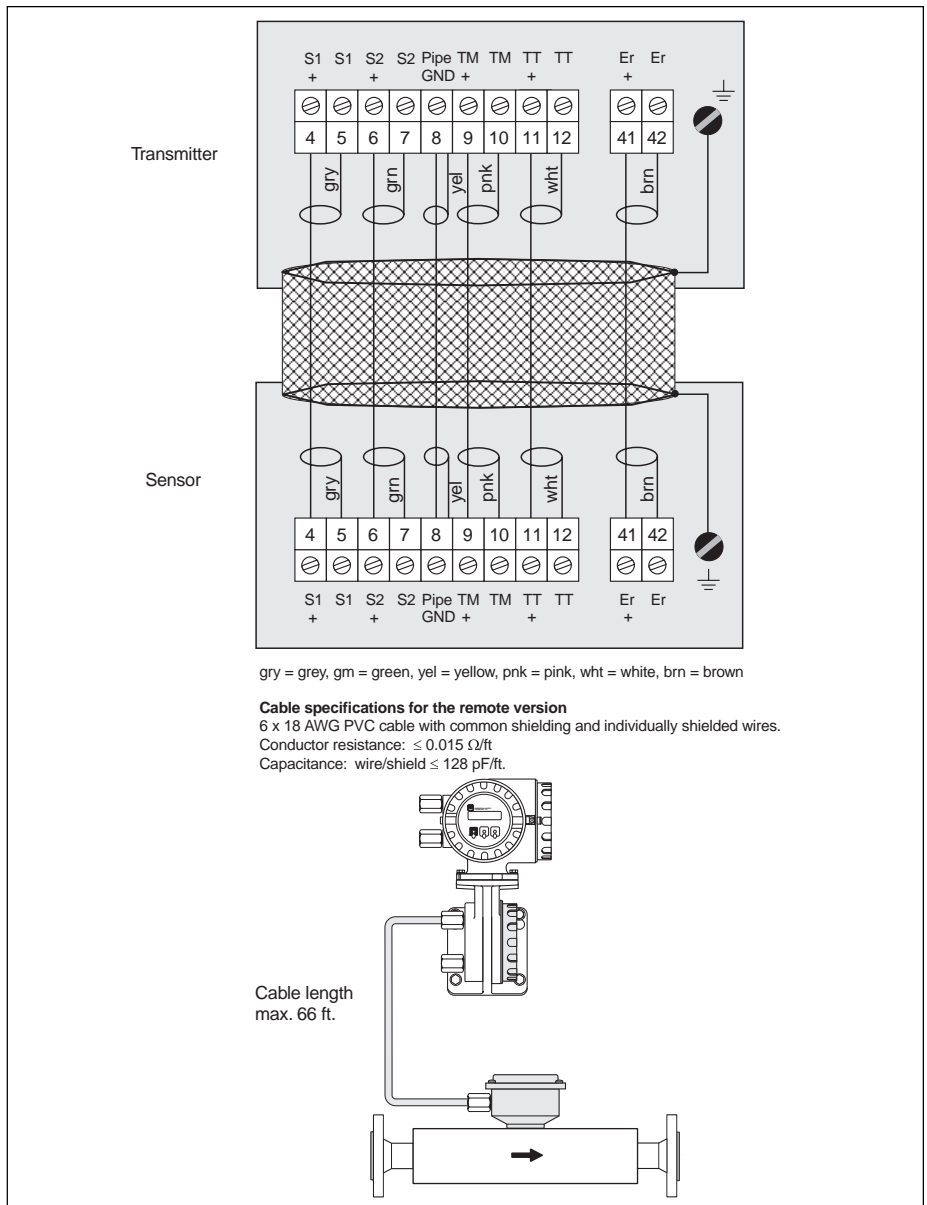 S1 S1 S2 S2 Pipe TM TM TT TT Er Er
+ + GND + + +
4 5 6 7 8 9 10 11 12 41 42
Transmitter
gry grn yel pnk wht brn
Sensor
gry grn yel pnk wht brn
4 5 6 7 8 9 10 11 12 41 42
S1 S1 S2 S2 Pipe TM TM TT TT Er Er
+ + GND + + +
gry = grey, gm = green, yel = yellow, pnk = pink, wht = white, brn = brown
Cable specifications for the remote version
6 x 18 AWG PVC cable with common shielding and individually shielded wires.
Conductor resistance: ≤ 0.015 Ω/ft
Capacitance: wire/shield ≤ 128 pF/ft.
Cable length
max. 66 ft.